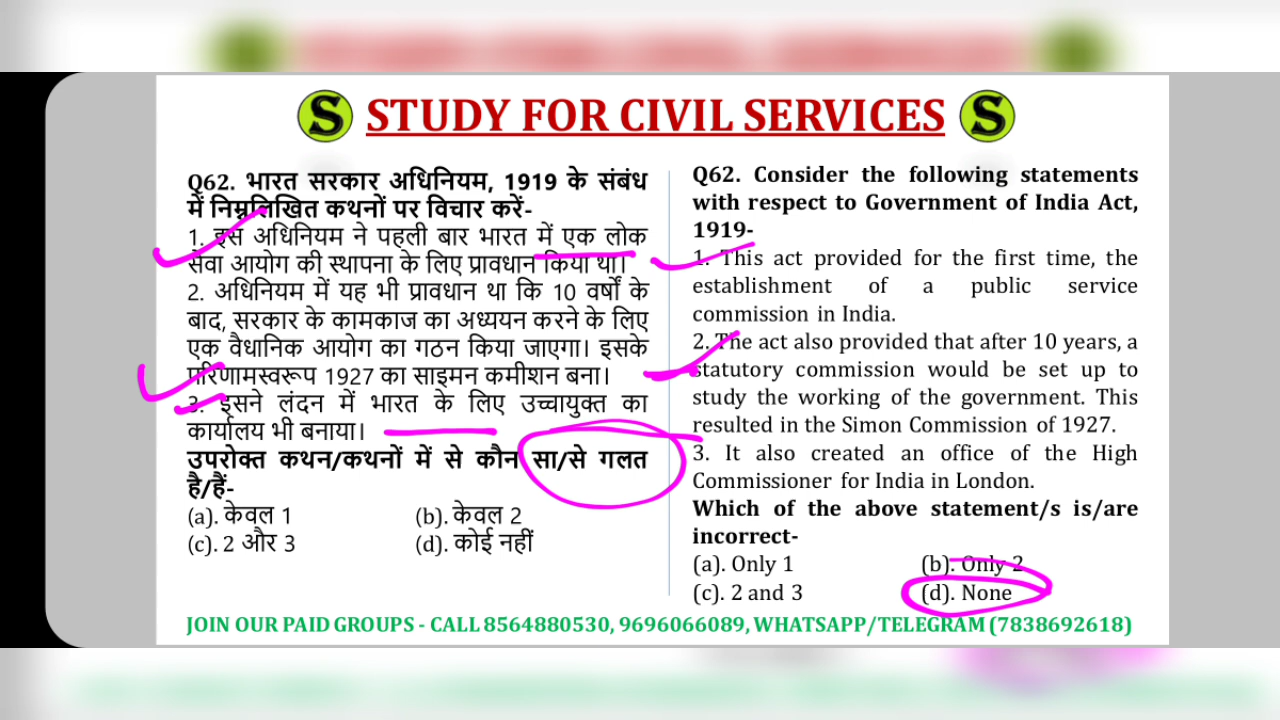 S STUDY FOR CIVIL SERVICES S
Q62. भारत सरकार अधिनियम, 1919 के संबंध
में निम्नलिखित कथनों पर विचार करें-
1. इस अधिनियम ने पहली बार भारत में एक लोक
सेवा आयोग की स्थापना के लिए प्रावधान किया था।
2. अधिनियम में यह भी प्रावधान था कि 10 वर्षों के
बाद, सरकार के कामकाज का अध्ययन करने के लिए
एक वैधानिक आयोग का गठन किया जाएगा। इसके
परिणामस्वरूप 1927 का साइमन कमीशन बना।
3. इसने लंदन में भारत के लिए उच्चायुक्त का
कार्यालय भी बनाया।
उपरोक्त कथन/कथनों में से कौन सा/से गलत
है/हैं-
(a). केवल 1 (b). केवल 2
(c). 2 और 3 (d). कोई नहीं
Q62. Consider the following statements
with respect to Government of India Act,
1919-
1. This act provided for the first time, the
establishment of a public service
commission in India.
2. The act also provided that after 10 years, a
statutory commission would be set up to
study the working of the government. This
resulted in the Simon Commission of 1927.
3. It also created an office of the High
Commissioner for India in London.
Which of the above statement/s is/are
incorrect-
(a). Only 1 (b). Only 2
(c). 2 and 3 (d). None
JOIN OUR PAID GROUPS - CALL 8564880530, 9696066089, WHATSAPP/TELEGRAM (7838692618)